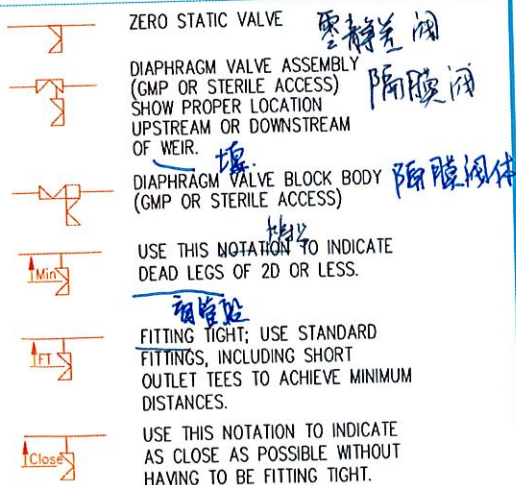 ZERO STATIC VALVE 零静差阀
DIAPHRAGM VALVE ASSEMBLY
(GMP OR STERILE ACCESS) 隔膜阀
SHOW PROPER LOCATION
UPSTREAM OR DOWNSTREAM
OF WEIR.
堰
DIAPHRAGM VALVE BLOCK BODY 隔膜阀体
(GMP OR STERILE ACCESS)
Min
USE THIS NOTATION TO INDICATE
DEAD LEGS OF 2D OR LESS.
盲管段
FT
FITTING TIGHT; USE STANDARD
FITTINGS, INCLUDING SHORT
OUTLET TEES TO ACHIEVE MINIMUM
DISTANCES.
Close
USE THIS NOTATION TO INDICATE
AS CLOSE AS POSSIBLE WITHOUT
HAVING TO BE FITTING TIGHT.